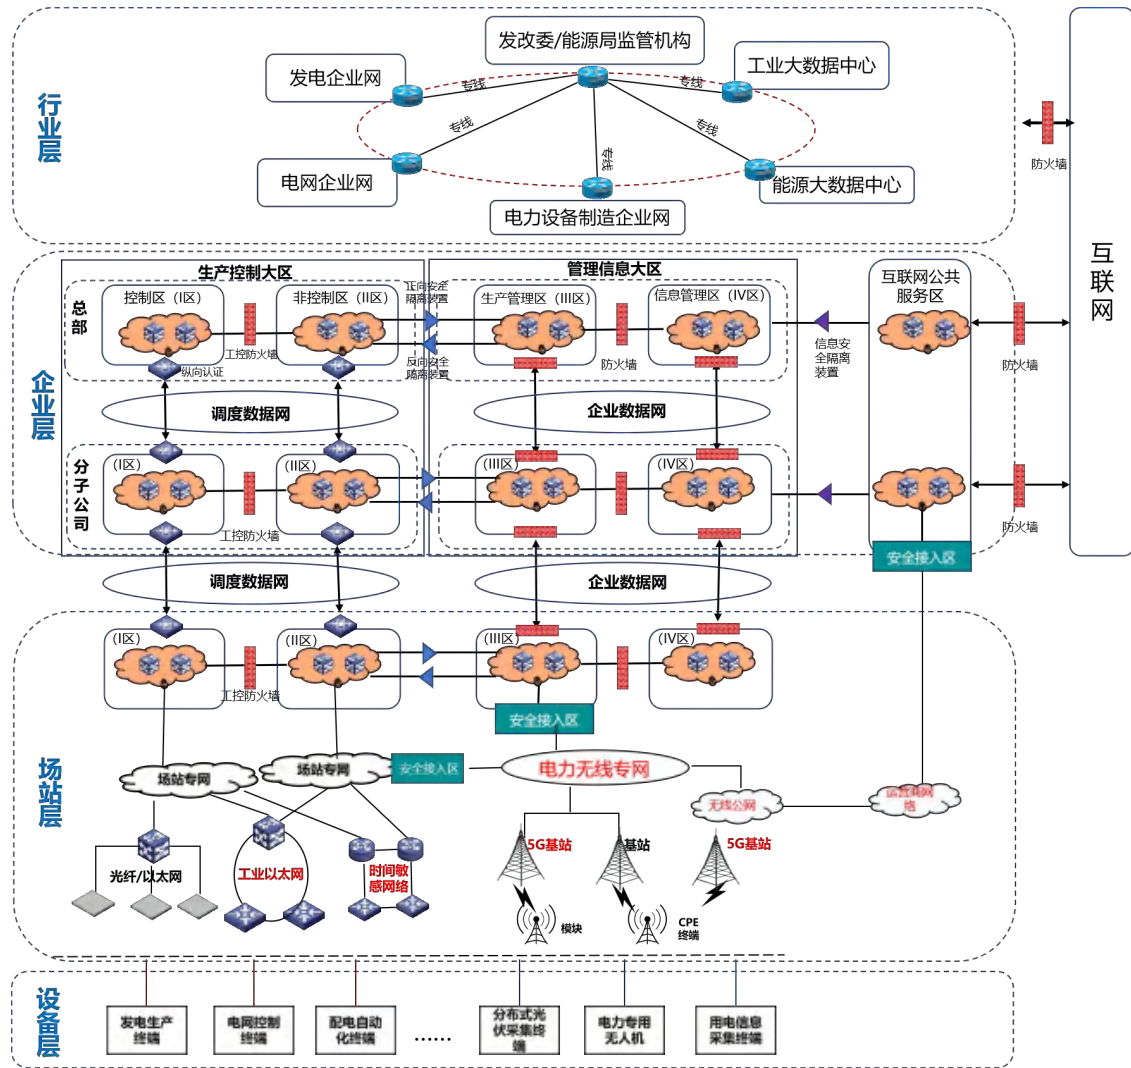 行业层
发改委/能源局监管机构
发电企业网
工业大数据中心
专线
专线
专线
专线
专线
电网企业网
能源大数据中心
电力设备制造企业网
防火墙
互联网
企业层
生产控制大区
管理信息大区
互联网公共
服务区
总部
控制区（I区）
非控制区（II区）
正向安全
隔离装置
生产管理区（III区）
信息管理区（IV区）
工控防火墙
反向安全
隔离装置
防火墙
信息安
全隔离
装置
防火墙
纵向认证
调度数据网
企业数据网
分子公司
(I区)
(II区)
(III区)
(IV区)
工控防火墙
防火墙
安全接入区
调度数据网
企业数据网
场站层
(I区)
(II区)
(III区)
(IV区)
工控防火墙
安全接入区
场站专网
场站专网
安全接入区
电力无线专网
无线公网
运营商网
络
5G基站
基站
5G基站
光纤/以太网
工业以太网
时间敏
感网络
模块
CPE
终端
设备层
发电生产
终端
电网控制
终端
配电自动
化终端
……
分布式光
伏采集终
端
电力专用
无人机
用电信息
采集终端